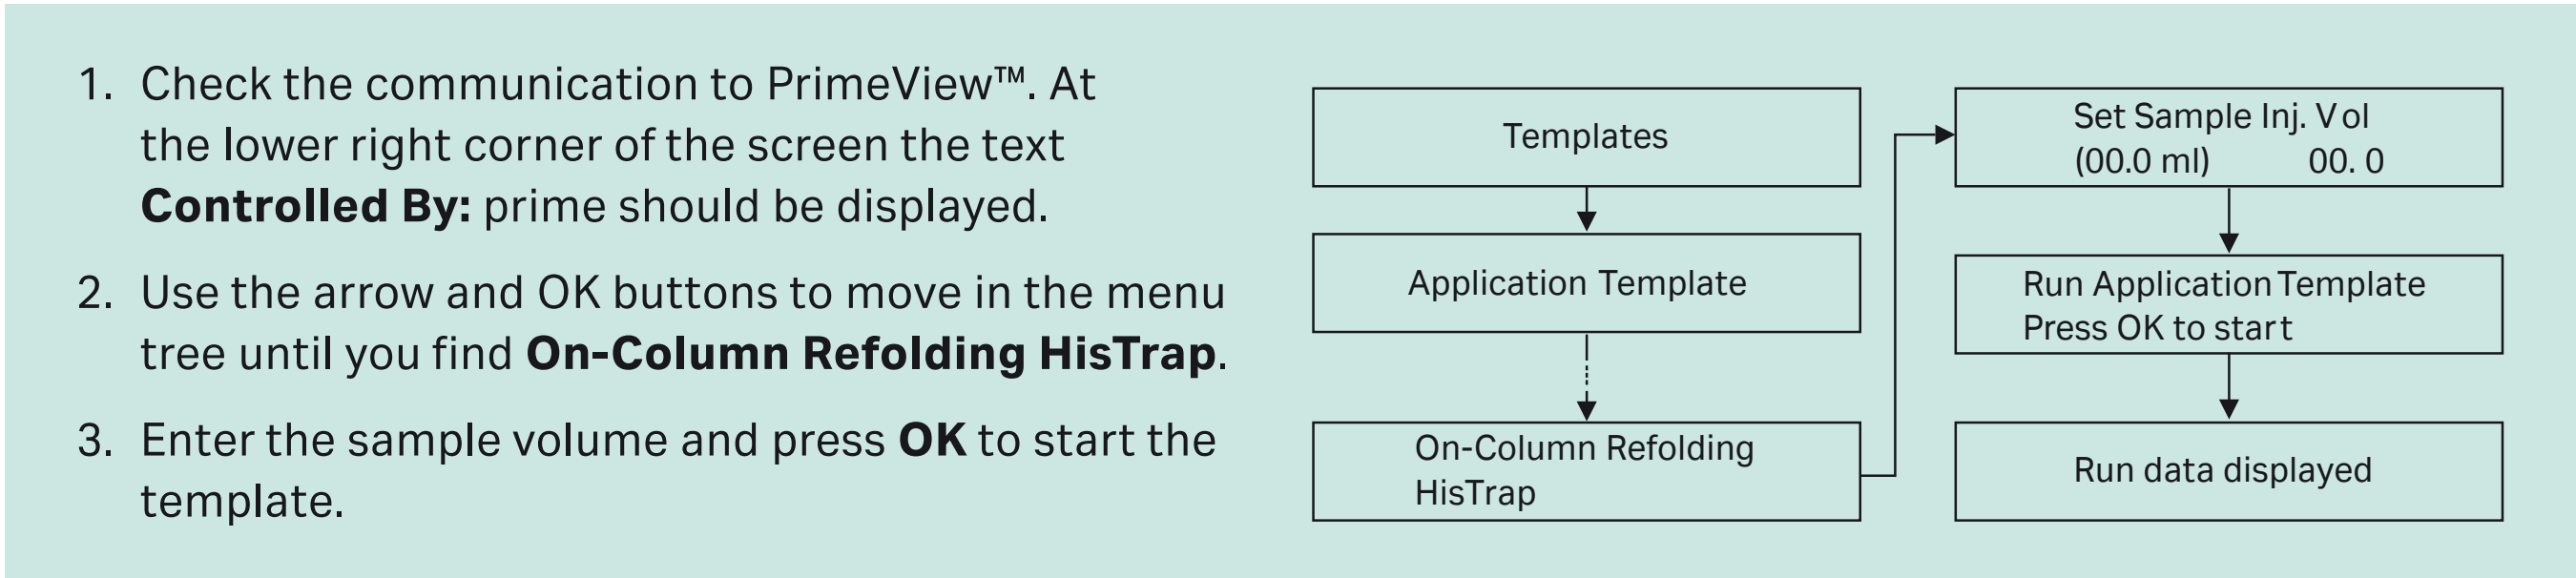 1. Check the communication to PrimeView™. At
the lower right corner of the screen the text
Controlled By: prime should be displayed.
2. Use the arrow and OK buttons to move in the menu
tree until you find On-Column Refolding HisTrap.
3. Enter the sample volume and press OK to start the
template.
Templates
Application Template
On-Column Refolding
HisTrap
Set Sample Inj. Vol
(00.0 ml) 00. 0
Run Application Template
Press OK to start
Run data displayed